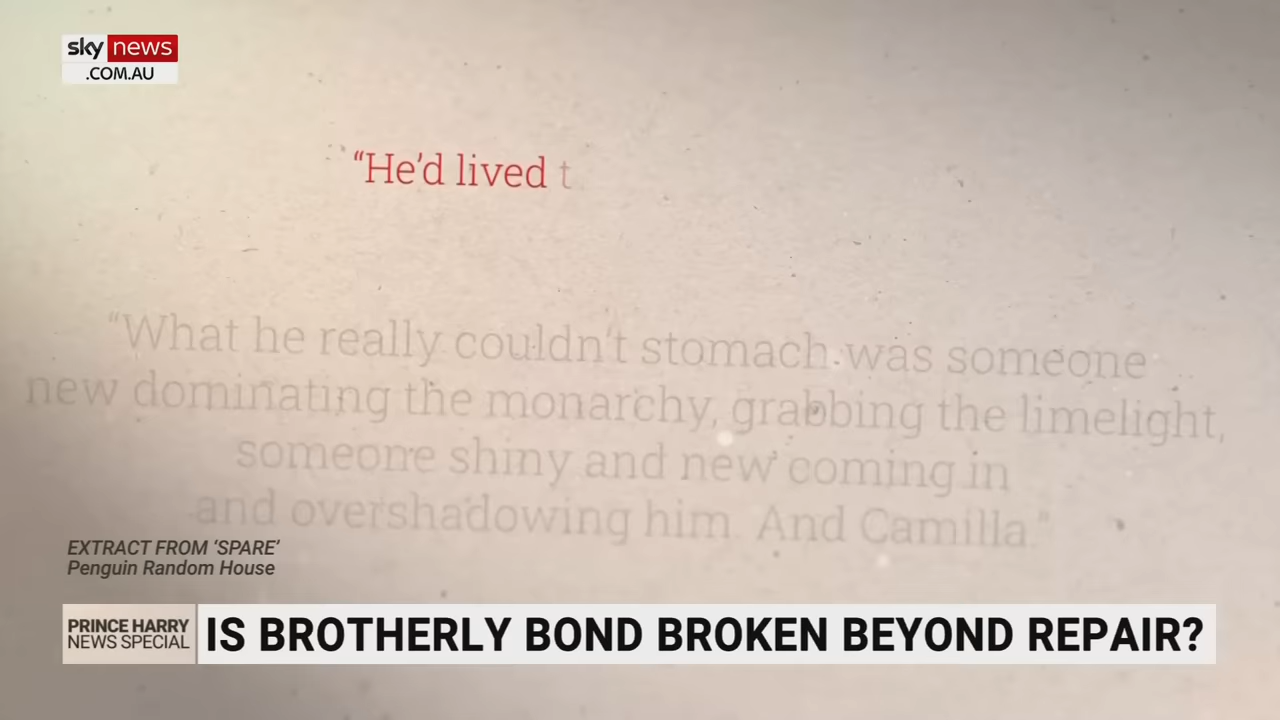 sky news
.COM.AU
“He’d lived t
“What he really couldn’t stomach was someone
new dominating the monarchy, grabbing the limelight,
someone shiny and new coming in
and overshadowing him. And Camilla.”
EXTRACT FROM ‘SPARE’
Penguin Random House
PRINCE HARRY
NEWS SPECIAL
IS BROTHERLY BOND BROKEN BEYOND REPAIR?